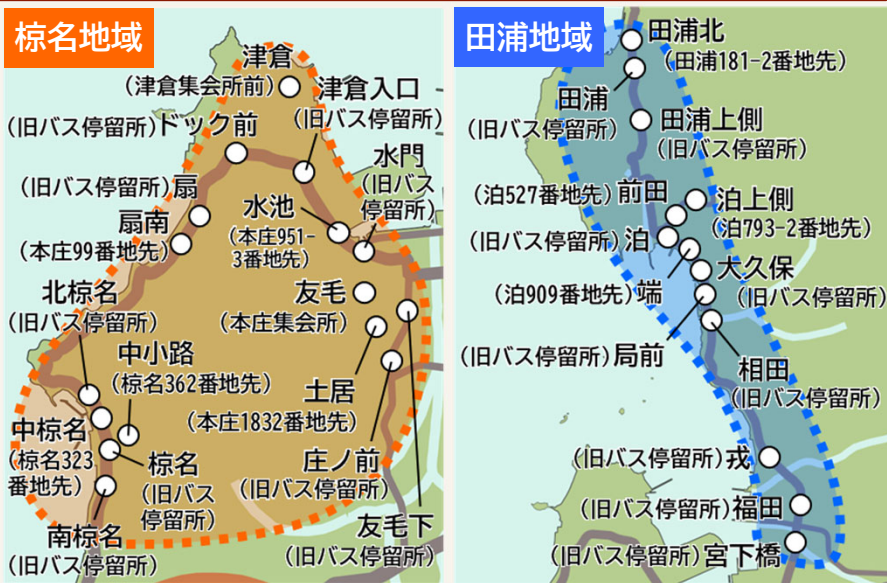 椋名地域
津倉
(津倉集会所前)
津倉入口
(旧バス停留所)
(旧バス停留所)ドック前
水門
(旧バス
停留所)
(旧バス停留所)扇
水池
(本庄951-
3番地先)
扇南
(本庄99番地先)
北椋名
(旧バス停留所)
友毛
(本庄集会所)
中小路
(椋名362番地先)
土居
(本庄1832番地先)
中椋名
(椋名323
番地先)
椋名
(旧バス
停留所)
庄ノ前
(旧バス停留所)
南椋名
(旧バス停留所)
友毛下
(旧バス停留所)
田浦地域
田浦北
(田浦181-2番地先)
田浦
(旧バス停留所)
田浦上側
(旧バス停留所)
(泊527番地先)前田
泊上側
(泊793-2番地先)
(旧バス停留所)泊
大久保
(旧バス停留所)
(泊909番地先)端
(旧バス停留所)局前
相田
(旧バス停留所)
(旧バス停留所)戎
(旧バス停留所)福田
(旧バス停留所)宮下橋